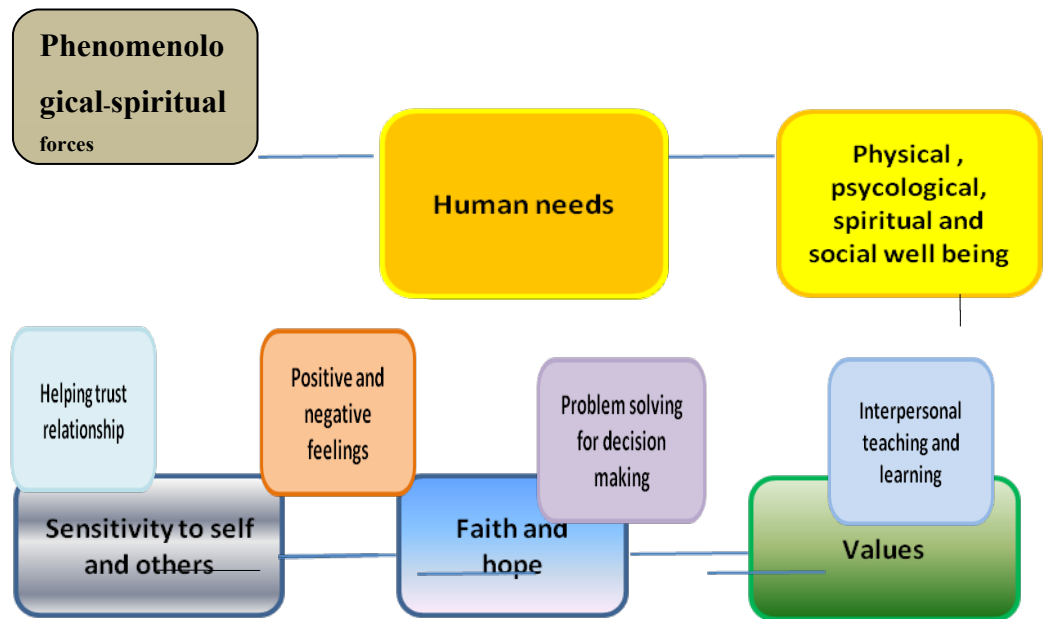 Phenomenolo
gical-spiritual
forces
Human needs
Physical ,
psycological,
spiritual and
social well being
Helping trust
relationship
Positive and
negative
feelings
Problem solving
for decision
making
Interpersonal
teaching and
learning
Sensitivity to self
and others
Faith and
hope
Values